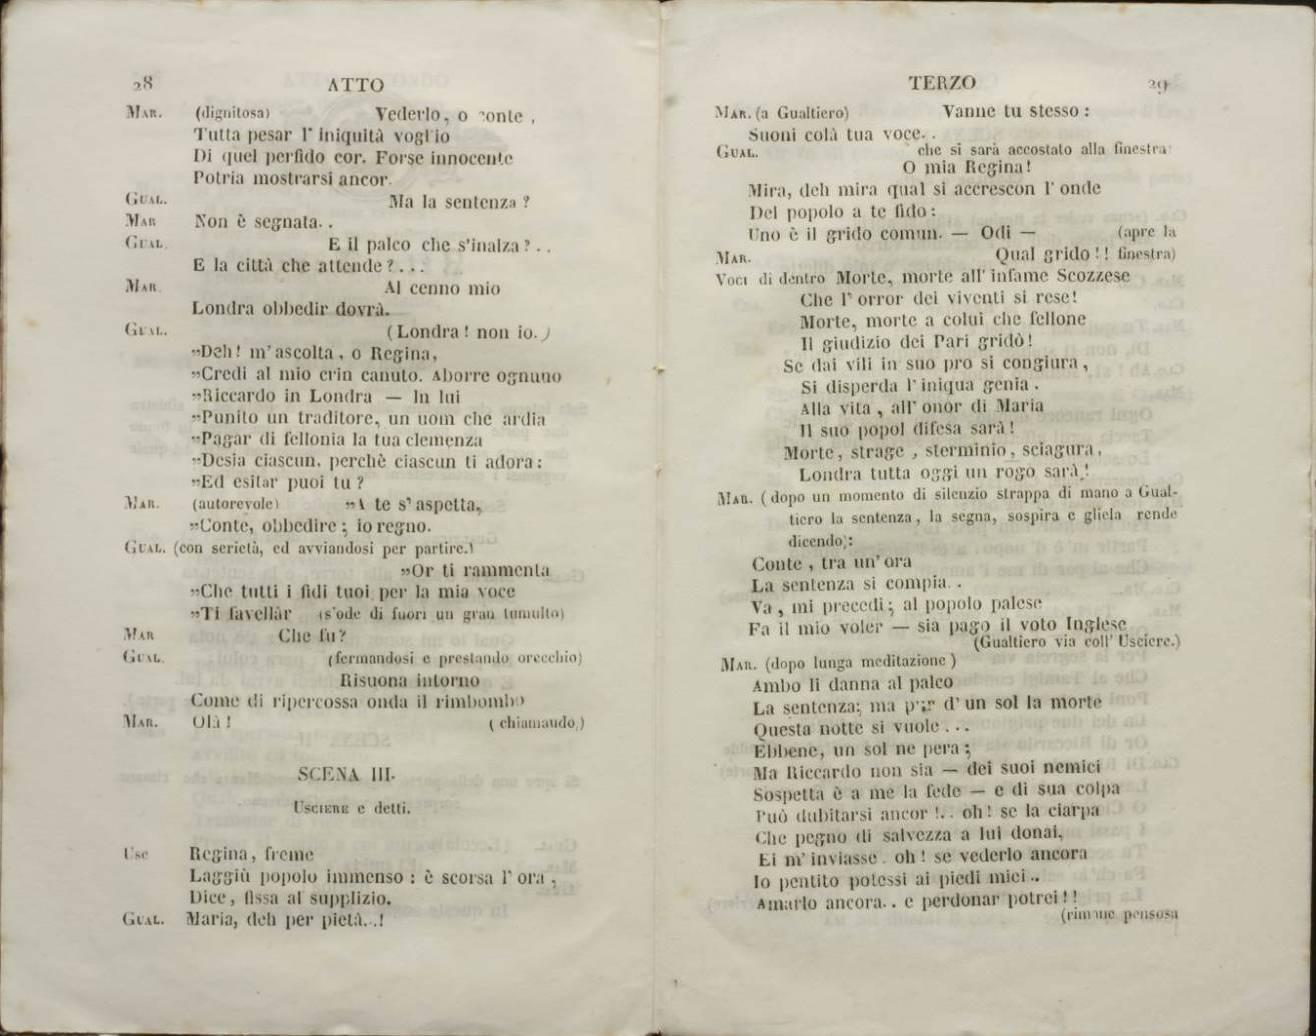 28 ATTO
MAR. (dignitosa) Vederlo, o conte,
Tutta pesar l'iniquità voglio
Di quel perfido cor. Forse innocente
Potria mostrarsi ancor.
GUAL. Ma la sentenza?
MAR Non è segnata..
GUAL. E il palco che s'inalza?..
E la città che attende?...
MAR. Al cenno mio
Londra obbedir dovrà.
GUAL. (Londra! non io.)
"Deh! m'ascolta, o Regina,
"Credi al mio crin canuto. Aborre ognuno
"Riccardo in Londra — In lui
"Punito un traditore, un uom che ardia
"Pagar di fellonia la tua clemenza
"Desia ciascun, perchè ciascun ti adora:
"Ed esitar puoi tu?
MAR. (autorevole) "A te s'aspetta,
"Conte, obbedire; io regno.
GUAL. (con serietà, ed avviandosi per partire.)
"Or ti rammenta
"Che tutti i fidi tuoi per la mia voce
"Ti favellàr (s'ode di fuori un gran tumulto)
MAR Che fu?
GUAL. (fermandosi e prestando orecchio)
Risuona intorno
Come di ripercossa onda il rimbombo
MAR. Olà! (chiamando.)
SCENA III.
USCIERE e detti.
USC Regina, freme
Laggiù popolo immenso: è scorsa l'ora,
Dice, fissa al supplizio.
GUAL. Maria, deh per pietà..!
TERZO 29
MAR. (a Gualtiero) Vanne tu stesso:
Suoni colà tua voce..
GUAL. che si sarà accostato alla finestra
O mia Regina!
Mira, deh mira qual si accrescon l'onde
Del popolo a te fido:
Uno è il grido comun. — Odi — (apre la
MAR. Qual grido!! finestra)
VOCI di dentro Morte, morte all'infame Scozzese
Che l'orror dei viventi si rese!
Morte, morte a colui che fellone
Il giudizio dei Pari gridò!
Se dai vili in suo pro si congiura,
Si disperda l'iniqua genia.
Alla vita, all'onor di Maria
Il suo popol difesa sarà!
Morte, strage, sterminio, sciagura,
Londra tutta oggi un rogo sarà!
MAR. (dopo un momento di silenzio strappa di mano a Gual-
tiero la sentenza, la segna, sospira e gliela rende
dicendo):
Conte, tra un'ora
La sentenza si compia..
Va, mi precedi; al popolo palese
Fa il mio voler — sia pago il voto Inglese
(Gualtiero via coll'Usciere.)
MAR. (dopo lunga meditazione)
Ambo li danna al palco
La sentenza; ma pur d'un sol la morte
Questa notte si vuole...
Ebbene, un sol ne pera;
Ma Riccardo non sia — dei suoi nemici
Sospetta è a me la fede — e di sua colpa
Può dubitarsi ancor!.. oh! se la ciarpa
Che pegno di salvezza a lui donai,
Ei m'inviasse. oh! se vederlo ancora
Io pentito potessi ai piedi miei..
Amarlo ancora.. e perdonar potrei!!
(rimane pensosa